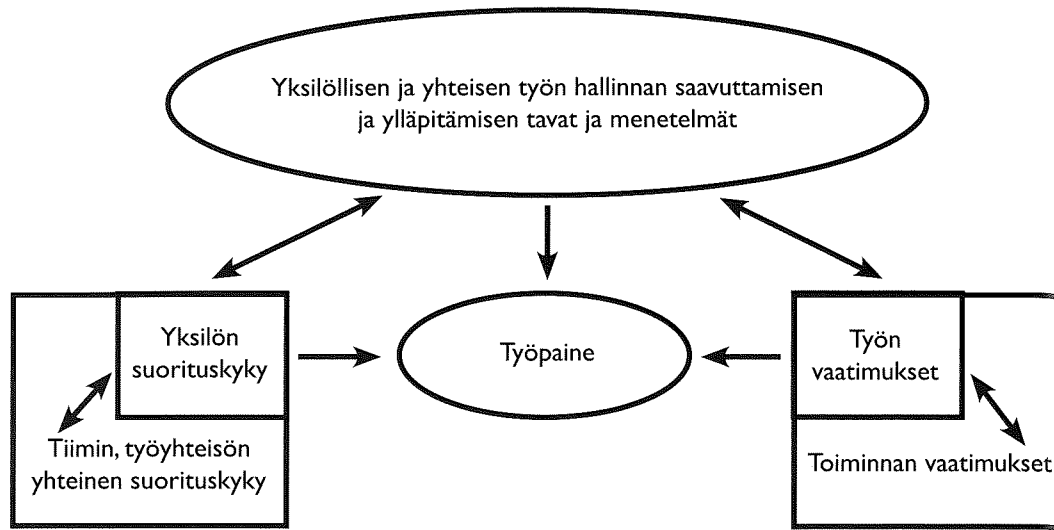 Yksilöllisen ja yhteisen työn hallinnan saavuttamisen
ja ylläpitämisen tavat ja menetelmät
Yksilön
suorituskyky
Tiimin, työyhteisön
yhteinen suorituskyky
Työpaine
Työn
vaatimukset
Toiminnan vaatimukset